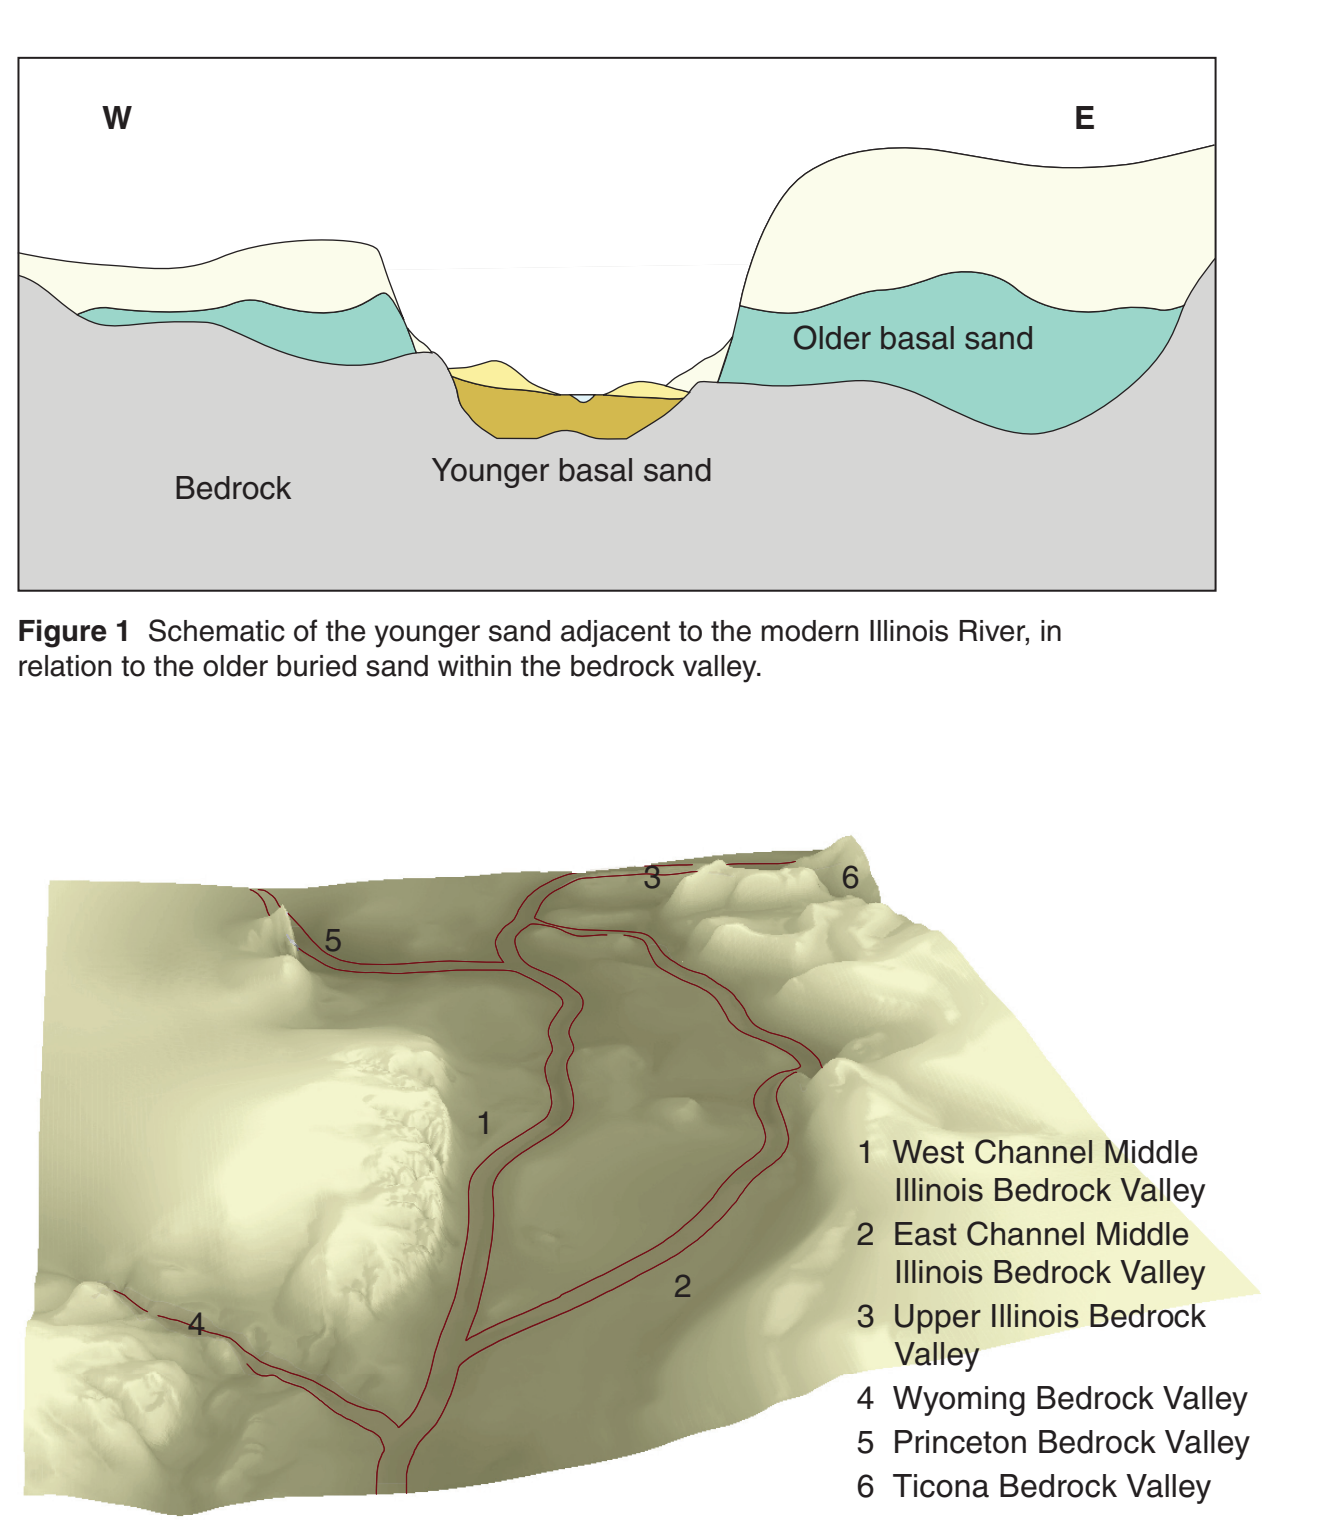 W
E
Older basal sand
Younger basal sand
Bedrock
Figure 1 Schematic of the younger sand adjacent to the modern Illinois River, in
relation to the older buried sand within the bedrock valley.
3
6
5
1
2
4
1 West Channel Middle
Illinois Bedrock Valley
2 East Channel Middle
Illinois Bedrock Valley
3 Upper Illinois Bedrock
Valley
4 Wyoming Bedrock Valley
5 Princeton Bedrock Valley
6 Ticona Bedrock Valley